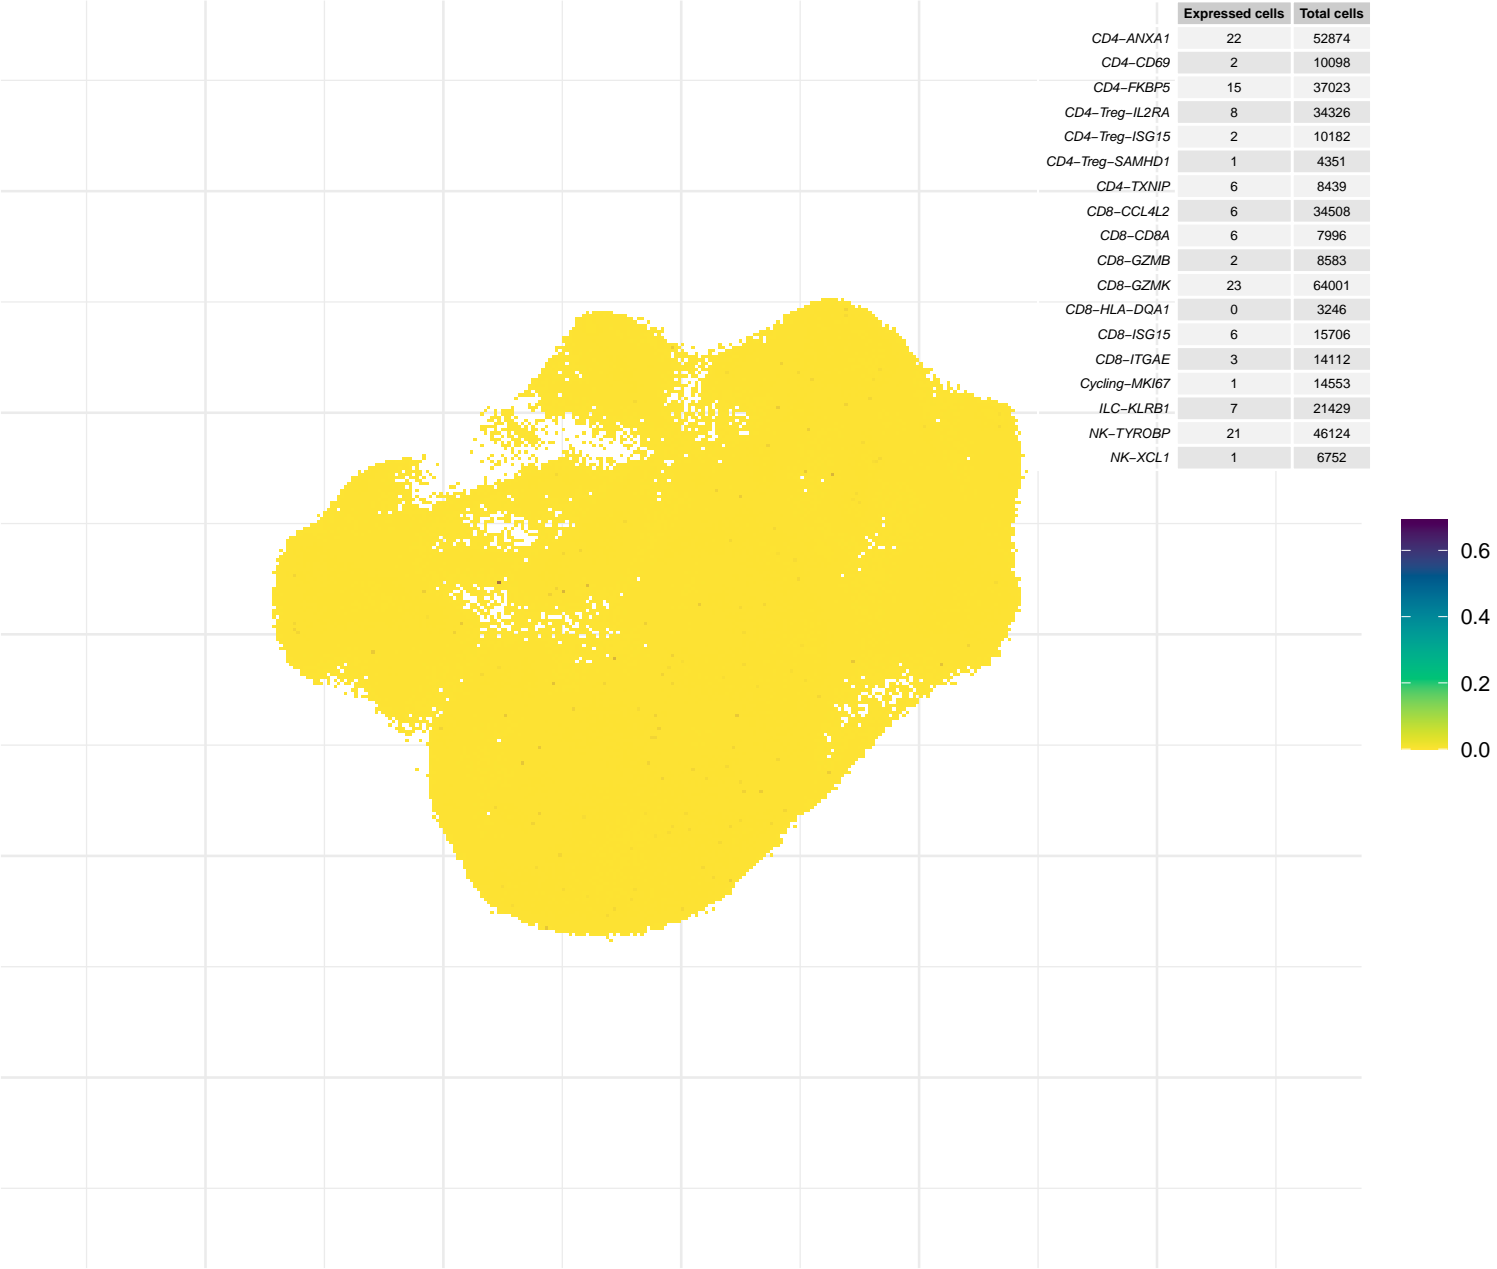 Expressed cells Total cells
CD4−ANXA1 22 52874
CD4−CD69 2 10098
CD4−FKBP5 15 37023
CD4−Treg−IL2RA 8 34326
CD4−Treg−ISG15 2 10182
CD4−Treg−SAMHD1 1 4351
CD4−TXNIP 6 8439
CD8−CCL4L2 6 34508
CD8−CD8A 6 7996
CD8−GZMB 2 8583
CD8−GZMK 23 64001
CD8−HLA−DQA1 0 3246
CD8−ISG15 6 15706
CD8−ITGAE 3 14112
Cycling−MKI67 1 14553
ILC−KLRB1 7 21429
NK−TYROBP 21 46124
NK−XCL1 1 6752
0.6
0.4
0.2
0.0